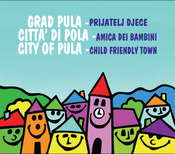 GRAD PULA - PRIJATELJ DJECE
CITTA' DI POLA - AMICA DEI BAMBINI
CITY OF PULA - CHILD FRIENDLY TOWN